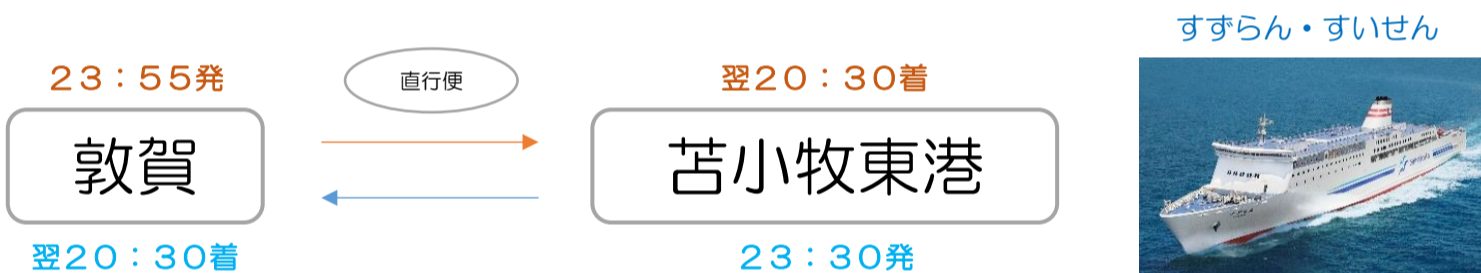 すずらん・すいせん
23：55発
直行便
翌20：30着
敦賀
苫小牧東港
翌20：30着
23：30発